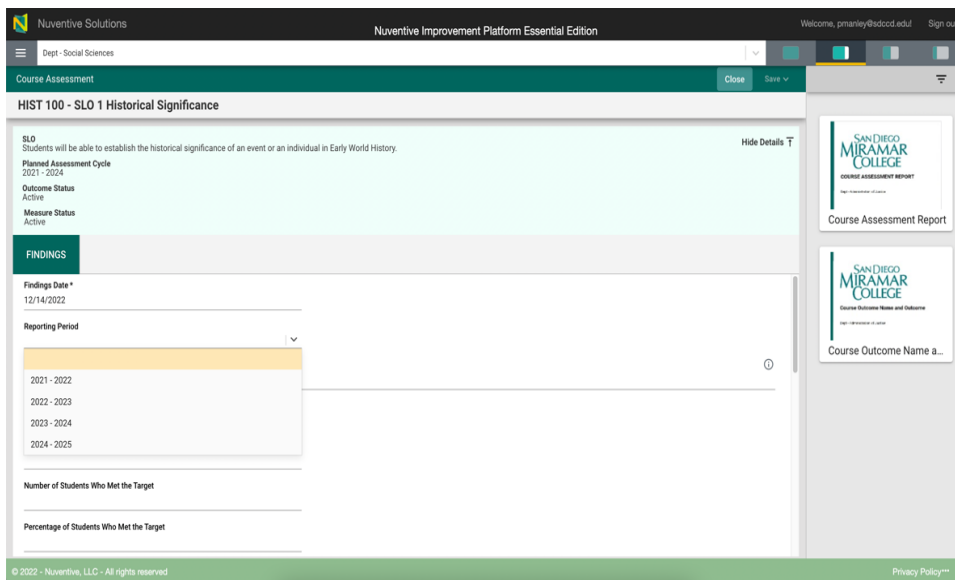 Nuventive Solutions
Nuventive Improvement Platform Essential Edition
Welcome, pmanley@sdccd.edu!
Sign ou
Dept - Social Sciences
Course Assessment
Close
Save
HIST 100 - SLO 1 Historical Significance
SLO
Students will be able to establish the historical significance of an event or an individual in Early World History.
Hide Details
Planned Assessment Cycle
2021 - 2024
Outcome Status
Active
Measure Status
Active
FINDINGS
Findings Date *
12/14/2022
Reporting Period
2021 - 2022
2022 - 2023
2023 - 2024
2024 - 2025
Number of Students Who Met the Target
Percentage of Students Who Met the Target
SAN DIEGO
MIRAMAR
COLLEGE
COURSE ASSESSMENT REPORT
Course Assessment Report
SAN DIEGO
MIRAMAR
COLLEGE
Course Outcome Name and Outcome
Course Outcome Name a...
© 2022 - Nuventive, LLC - All rights reserved
Privacy Policy